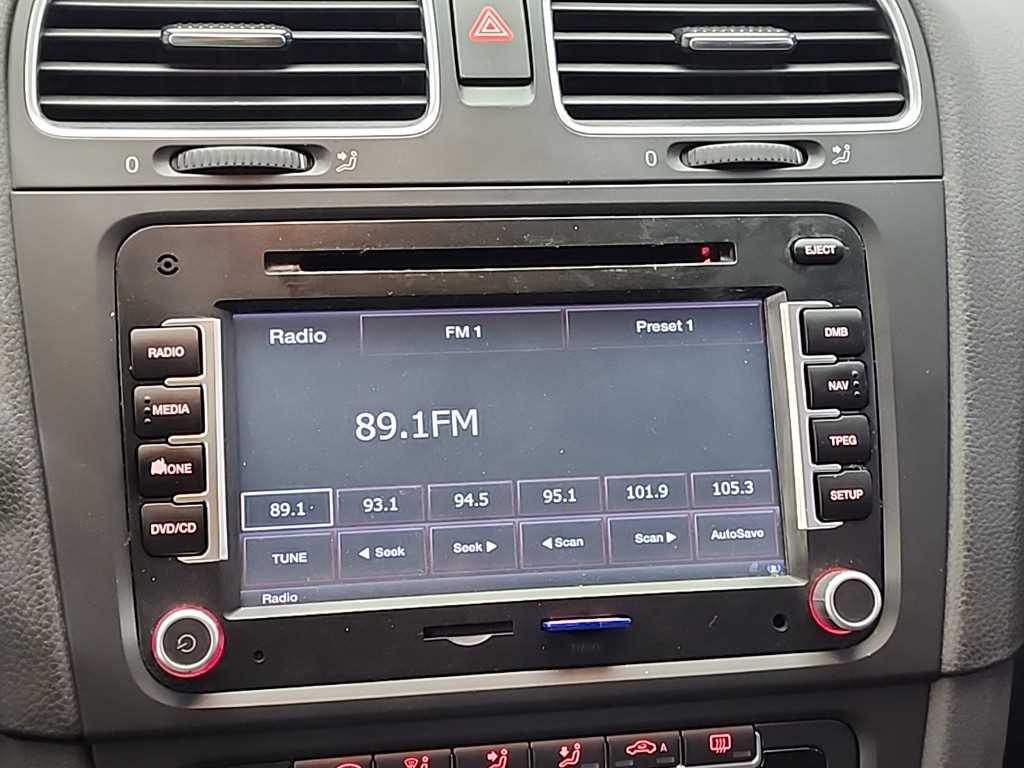 0
0
EJECT
RADIO
MEDIA
PHONE
DVD/CD
Radio
FM 1
Preset 1
89.1FM
89.1
93.1
94.5
95.1
101.9
105.3
TUNE
◀ Seek
Seek ▶
◀ Scan
Scan ▶
AutoSave
Radio
DMB
NAV
TPEG
SETUP
A